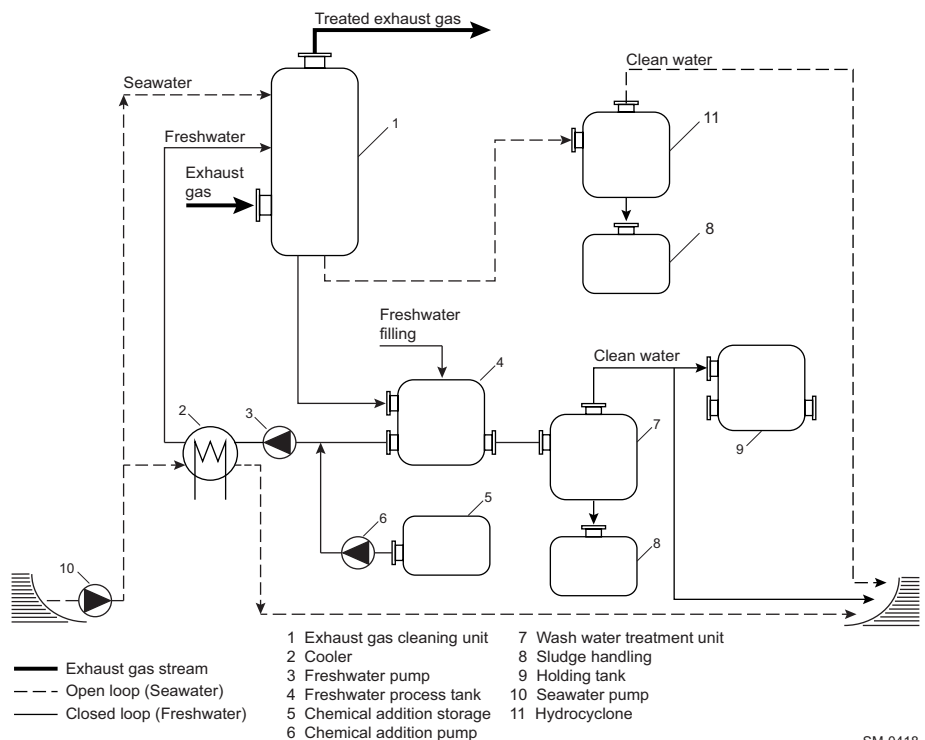 Treated exhaust gas
Clean water
Seawater
11
1
Freshwater
Exhaust
gas
8
Freshwater
filling
Clean water
4
2
3
7
9
5
6
8
10
1 Exhaust gas cleaning unit
2 Cooler
3 Freshwater pump
4 Freshwater process tank
5 Chemical addition storage
6 Chemical addition pump
7 Wash water treatment unit
8 Sludge handling
9 Holding tank
10 Seawater pump
11 Hydrocyclone
Exhaust gas stream
Open loop (Seawater)
Closed loop (Freshwater)